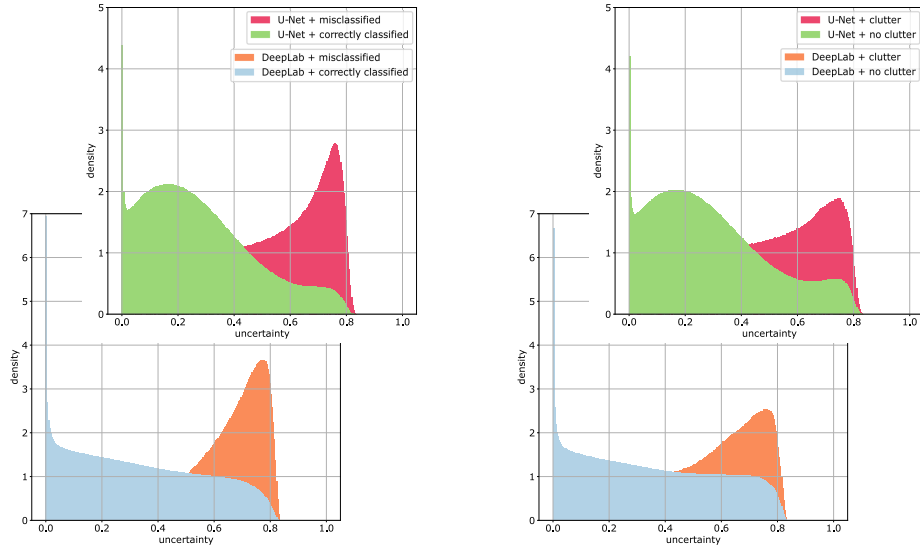 U-Net + misclassified
U-Net + correctly classified
DeepLab + misclassified
DeepLab + correctly classified
5
4
3
2
1
0
density
0.0 0.2 0.4 0.6 0.8 1.0
uncertainty
7
6
5
4
3
2
1
0
density
0.0 0.2 0.4 0.6 0.8 1.0
uncertainty
U-Net + clutter
U-Net + no clutter
DeepLab + clutter
DeepLab + no clutter
5
4
3
2
1
0
density
0.0 0.2 0.4 0.6 0.8 1.0
uncertainty
7
6
5
4
3
2
1
0
density
0.0 0.2 0.4 0.6 0.8 1.0
uncertainty